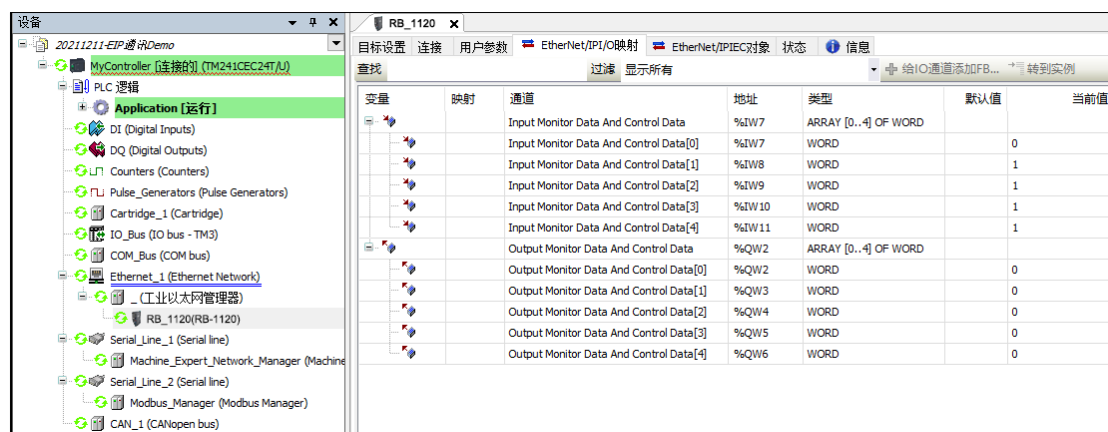 设备
20211211-EIP通讯Demo
MyController [连接的] (TM241CEC24T/U)
PLC 逻辑
Application [运行]
DI (Digital Inputs)
DQ (Digital Outputs)
Counters (Counters)
Pulse_Generators (Pulse Generators)
Cartridge_1 (Cartridge)
IO_Bus (IO bus - TM3)
COM_Bus (COM bus)
Ethernet_1 (Ethernet Network)
_ (工业以太网管理器)
RB_1120(RB-1120)
Serial_Line_1 (Serial line)
Machine_Expert_Network_Manager (Machine
Serial_Line_2 (Serial line)
Modbus_Manager (Modbus Manager)
CAN_1 (CANopen bus)
RB_1120
目标设置 连接 用户参数 EtherNet/IPI/O映射 EtherNet/IPIEC对象 状态 信息
查找 过滤 显示所有 给IO通道添加FB... 转到实例
变量 映射 通道 地址 类型 默认值 当前值
Input Monitor Data And Control Data %IW7 ARRAY [0..4] OF WORD
Input Monitor Data And Control Data[0] %IW7 WORD 0
Input Monitor Data And Control Data[1] %IW8 WORD 1
Input Monitor Data And Control Data[2] %IW9 WORD 1
Input Monitor Data And Control Data[3] %IW10 WORD 1
Input Monitor Data And Control Data[4] %IW11 WORD 1
Output Monitor Data And Control Data %QW2 ARRAY [0..4] OF WORD
Output Monitor Data And Control Data[0] %QW2 WORD 0
Output Monitor Data And Control Data[1] %QW3 WORD 0
Output Monitor Data And Control Data[2] %QW4 WORD 0
Output Monitor Data And Control Data[3] %QW5 WORD 0
Output Monitor Data And Control Data[4] %QW6 WORD 0